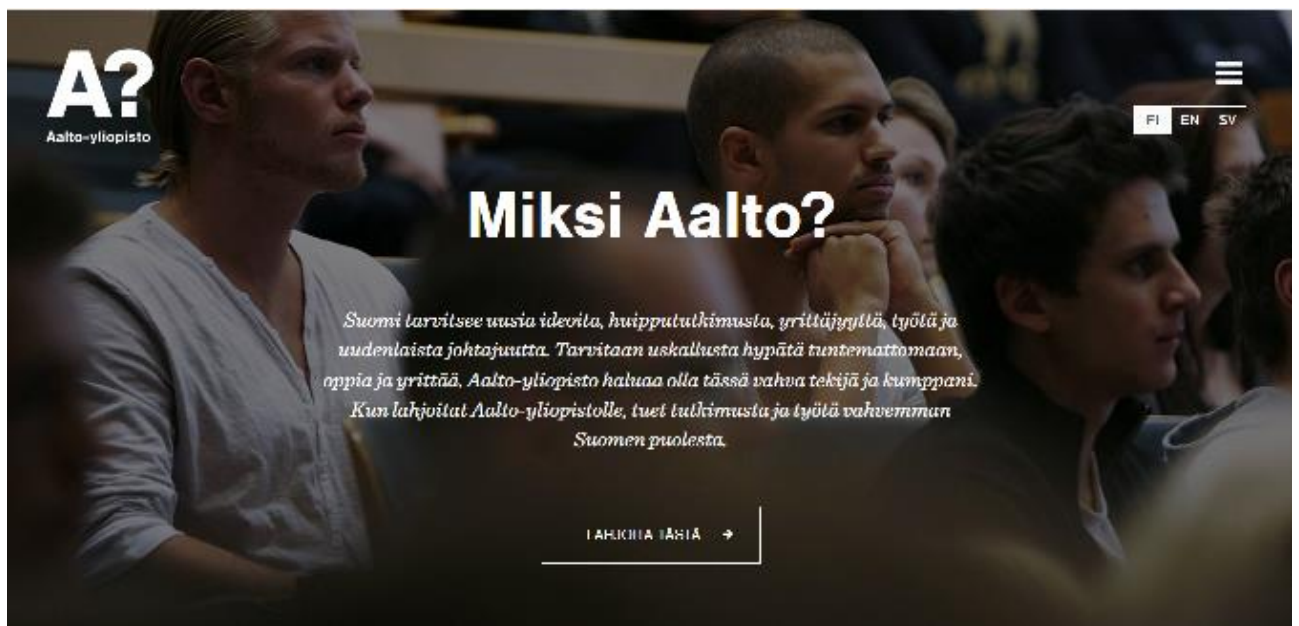 A?
Aalto-yliopisto
FI EN SV
Miksi Aalto?
Suomi tarvitsee uusia ideoita, huippututkimusta, yrittäjyyttä, työtä ja
uudenlaista johtajuutta. Tarvitaan uskallusta hypätä tuntemattomaan,
oppia ja yrittää, Aalto-yliopisto haluaa olla tässä vahva tekijä ja kumppani.
Kun lahjoitat Aalto-yliopistolle, tuet tutkimusta ja työtä vahvemman
Suomen puolesta.
LAHJOITA TÄSTÄ →